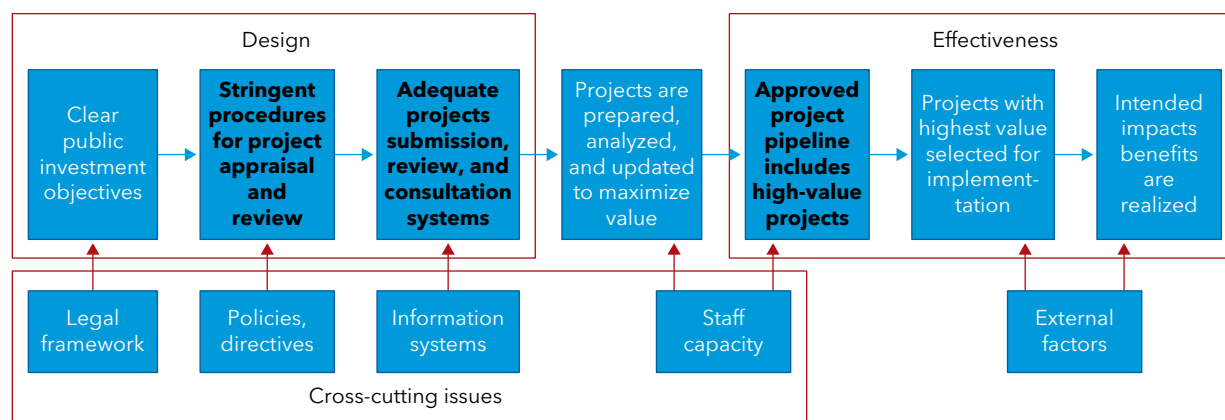 Design
Effectiveness
Clear
public
investment
objectives
Stringent
procedures
for project
appraisal
and
review
Adequate
projects
submission,
review, and
consultation
systems
Projects are
prepared,
analyzed,
and updated
to maximize
value
Approved
project
pipeline
includes
high-value
projects
Projects with
highest value
selected for
implement-
tation
Intended
impacts
benefits
are
realized
Legal
framework
Policies,
directives
Information
systems
Staff
capacity
External
factors
Cross-cutting issues